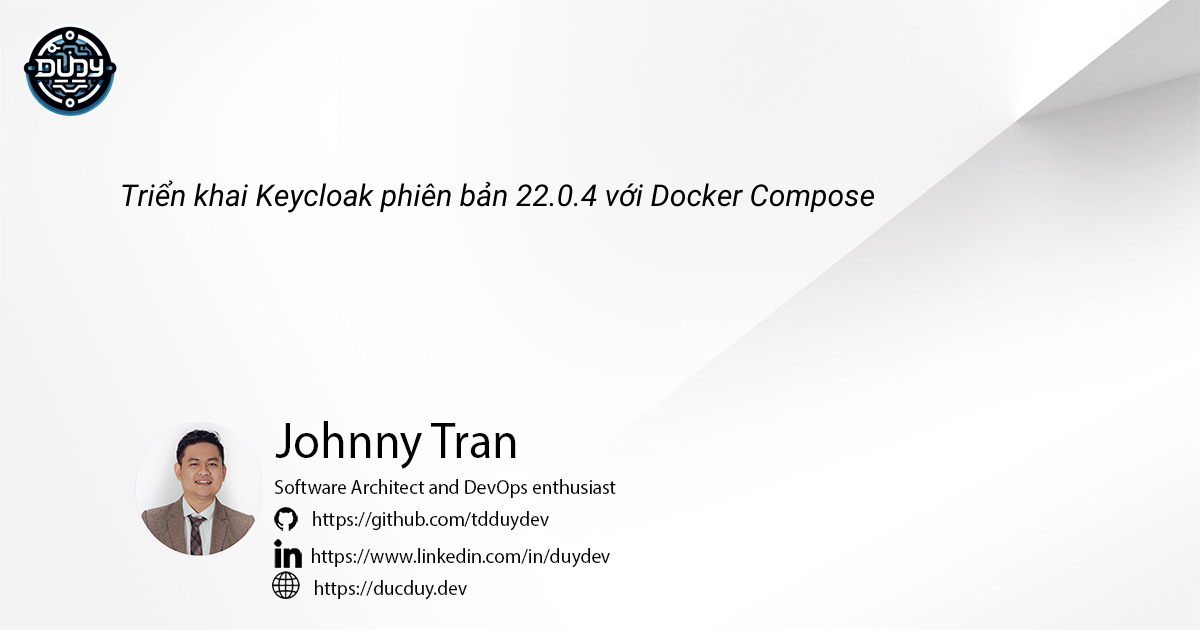 DUDY
Triển khai Keycloak phiên bản 22.0.4 với Docker Compose
Johnny Tran
Software Architect and DevOps enthusiast
https://github.com/tdduydev
in https://www.linkedin.com/in/duydev
https://ducduy.dev